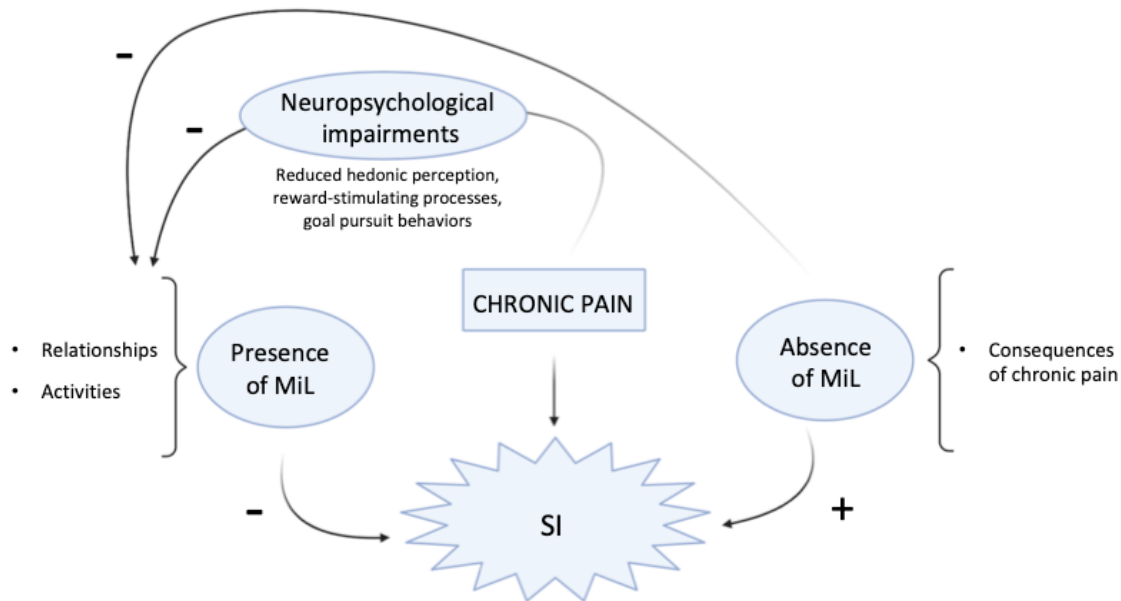 -
Neuropsychological
impairments
-
Reduced hedonic perception,
reward-stimulating processes,
goal pursuit behaviors
CHRONIC PAIN
• Relationships
• Activities
Presence
of MiL
Absence
of MiL
• Consequences
of chronic pain
-
SI
+